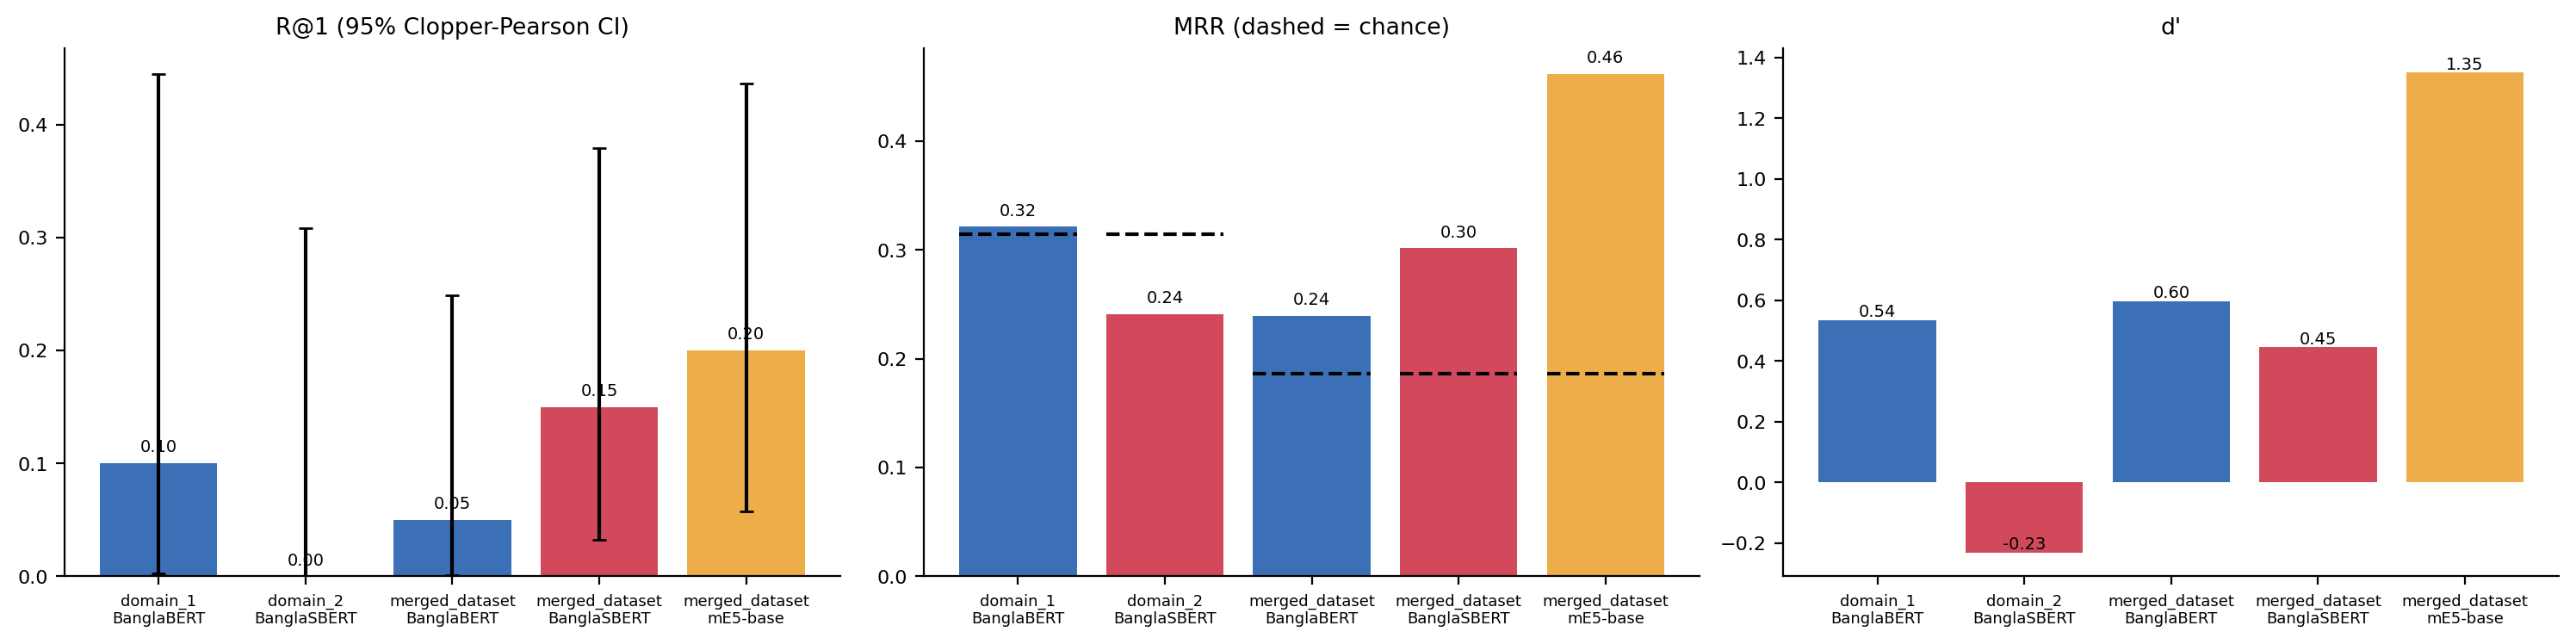 R@1 (95% Clopper-Pearson CI)
0.4
0.3
0.2
0.1
0.0
0.10
0.00
0.05
0.15
0.20
domain_1
BanglaBERT
domain_2
BanglaSBERT
merged_dataset
BanglaBERT
merged_dataset
BanglaSBERT
merged_dataset
mE5-base
MRR (dashed = chance)
0.4
0.3
0.2
0.1
0.0
0.32
0.24
0.24
0.30
0.46
domain_1
BanglaBERT
domain_2
BanglaSBERT
merged_dataset
BanglaBERT
merged_dataset
BanglaSBERT
merged_dataset
mE5-base
d'
1.4
1.2
1.0
0.8
0.6
0.4
0.2
0.0
−0.2
0.54
-0.23
0.60
0.45
1.35
domain_1
BanglaBERT
domain_2
BanglaSBERT
merged_dataset
BanglaBERT
merged_dataset
BanglaSBERT
merged_dataset
mE5-base